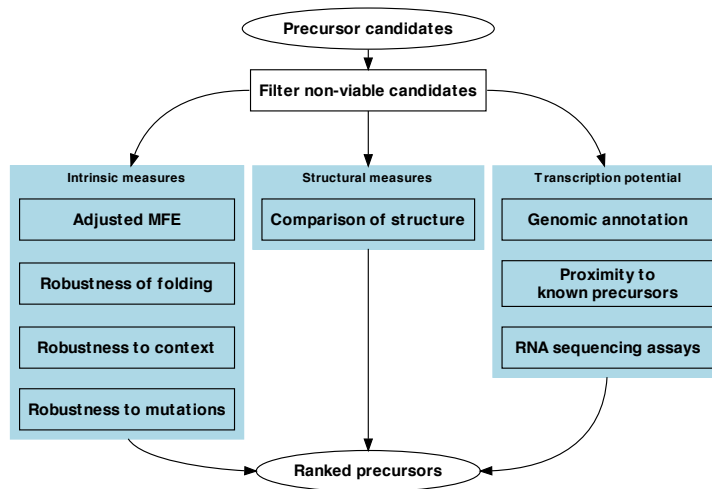 Precursor candidates
Filter non-viable candidates
Intrinsic measures
Adjusted MFE
Robustness of folding
Robustness to context
Robustness to mutations
Structural measures
Comparison of structure
Transcription potential
Genomic annotation
Proximity to
known precursors
RNA sequencing assays
Ranked precursors